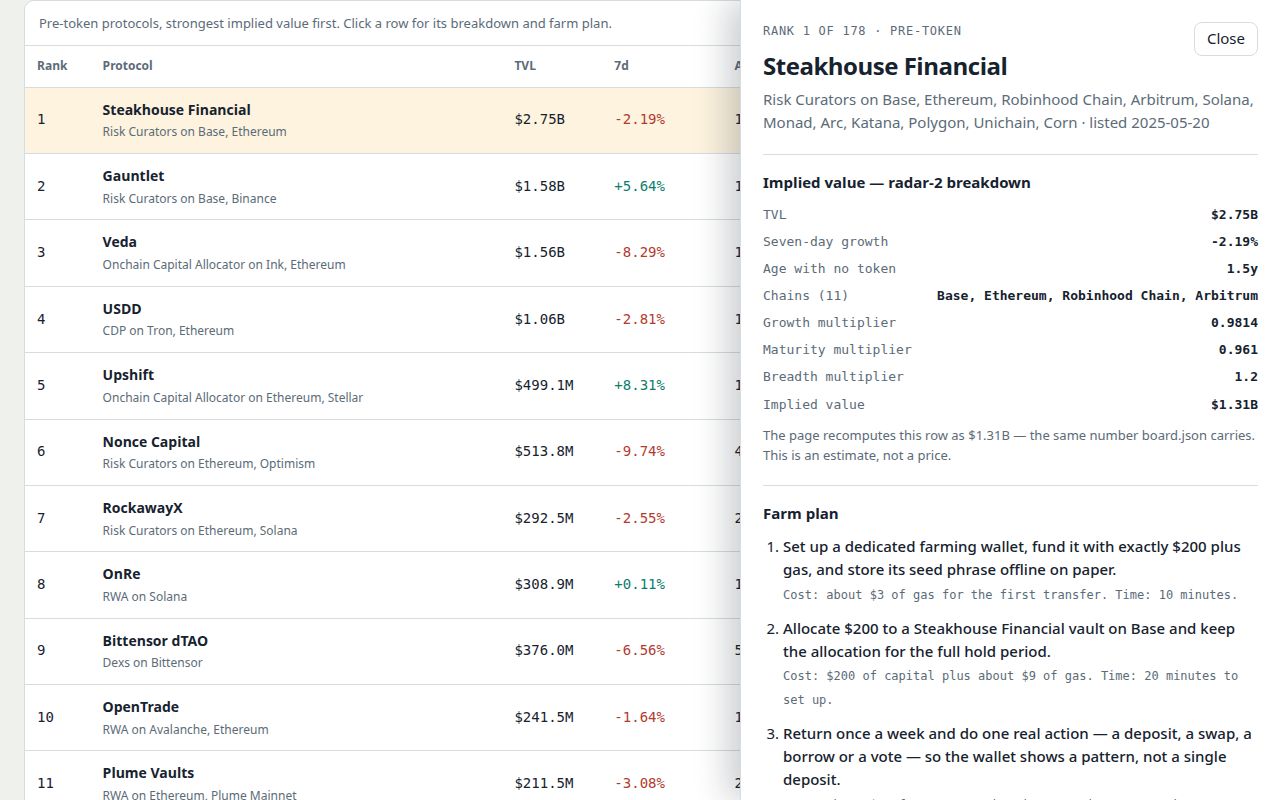 Pre-token protocols, strongest implied value first. Click a row for its breakdown and farm plan.
Rank Protocol TVL 7d
1 Steakhouse Financial $2.75B -2.19%
Risk Curators on Base, Ethereum
2 Gauntlet $1.58B +5.64%
Risk Curators on Base, Binance
3 Veda $1.56B -8.29%
Onchain Capital Allocator on Ink, Ethereum
4 USDD $1.06B -2.81%
CDP on Tron, Ethereum
5 Upshift $499.1M +8.31%
Onchain Capital Allocator on Ethereum, Stellar
6 Nonce Capital $513.8M -9.74%
Risk Curators on Ethereum, Optimism
7 RockawayX $292.5M -2.55%
Risk Curators on Ethereum, Solana
8 OnRe $308.9M +0.11%
RWA on Solana
9 Bittensor dTAO $376.0M -6.56%
Dexs on Bittensor
10 OpenTrade $241.5M -1.64%
RWA on Avalanche, Ethereum
11 Plume Vaults $211.5M -3.08%
RWA on Ethereum, Plume Mainnet
RANK 1 OF 178 · PRE-TOKEN
Close
Steakhouse Financial
Risk Curators on Base, Ethereum, Robinhood Chain, Arbitrum, Solana,
Monad, Arc, Katana, Polygon, Unichain, Corn · listed 2025-05-20
Implied value — radar-2 breakdown
TVL $2.75B
Seven-day growth -2.19%
Age with no token 1.5y
Chains (11) Base, Ethereum, Robinhood Chain, Arbitrum
Growth multiplier 0.9814
Maturity multiplier 0.961
Breadth multiplier 1.2
Implied value $1.31B
The page recomputes this row as $1.31B — the same number board.json carries.
This is an estimate, not a price.
Farm plan
1. Set up a dedicated farming wallet, fund it with exactly $200 plus
gas, and store its seed phrase offline on paper.
Cost: about $3 of gas for the first transfer. Time: 10 minutes.
2. Allocate $200 to a Steakhouse Financial vault on Base and keep
the allocation for the full hold period.
Cost: $200 of capital plus about $9 of gas. Time: 20 minutes to
set up.
3. Return once a week and do one real action — a deposit, a swap, a
borrow or a vote — so the wallet shows a pattern, not a single
deposit.